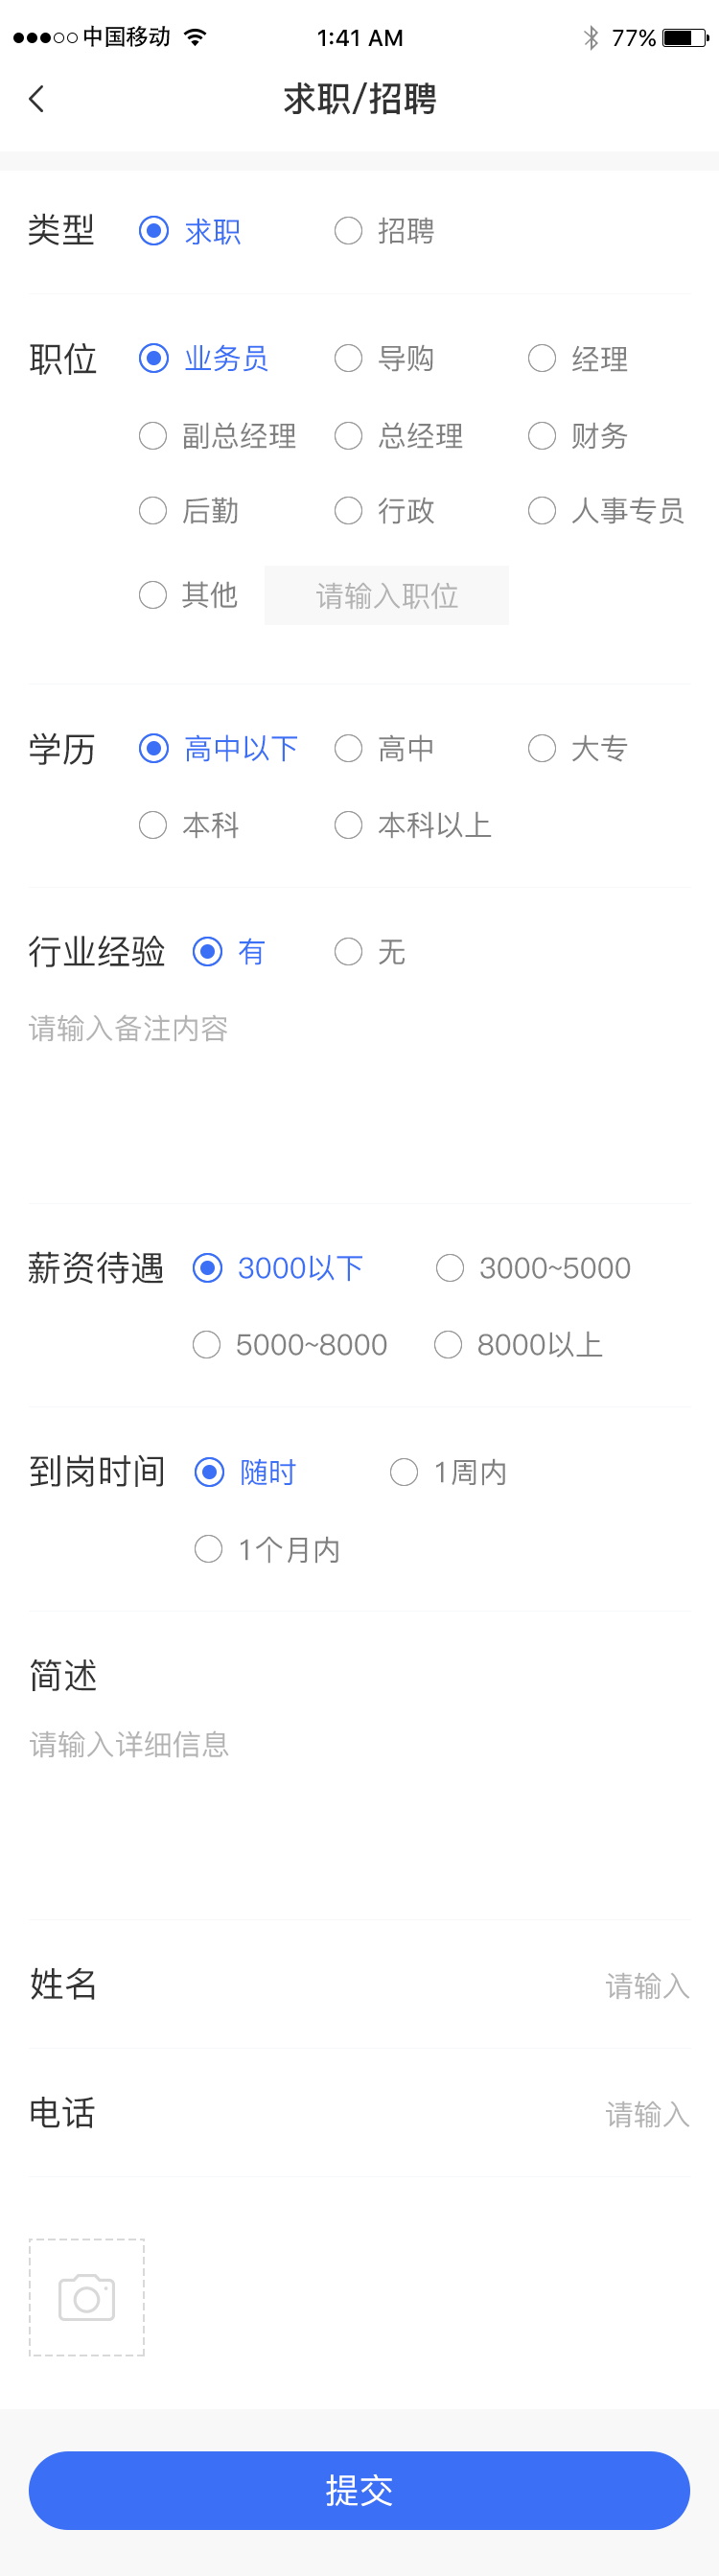 中国移动 1:41 AM 77%
求职/招聘
类型 求职 招聘
职位 业务员 导购 经理
副总经理 总经理 财务
后勤 行政 人事专员
其他 请输入职位
学历 高中以下 高中 大专
本科 本科以上
行业经验 有 无
请输入备注内容
薪资待遇 3000以下 3000~5000
5000~8000 8000以上
到岗时间 随时 1周内
1个月内
简述
请输入详细信息
姓名 请输入
电话 请输入
提交